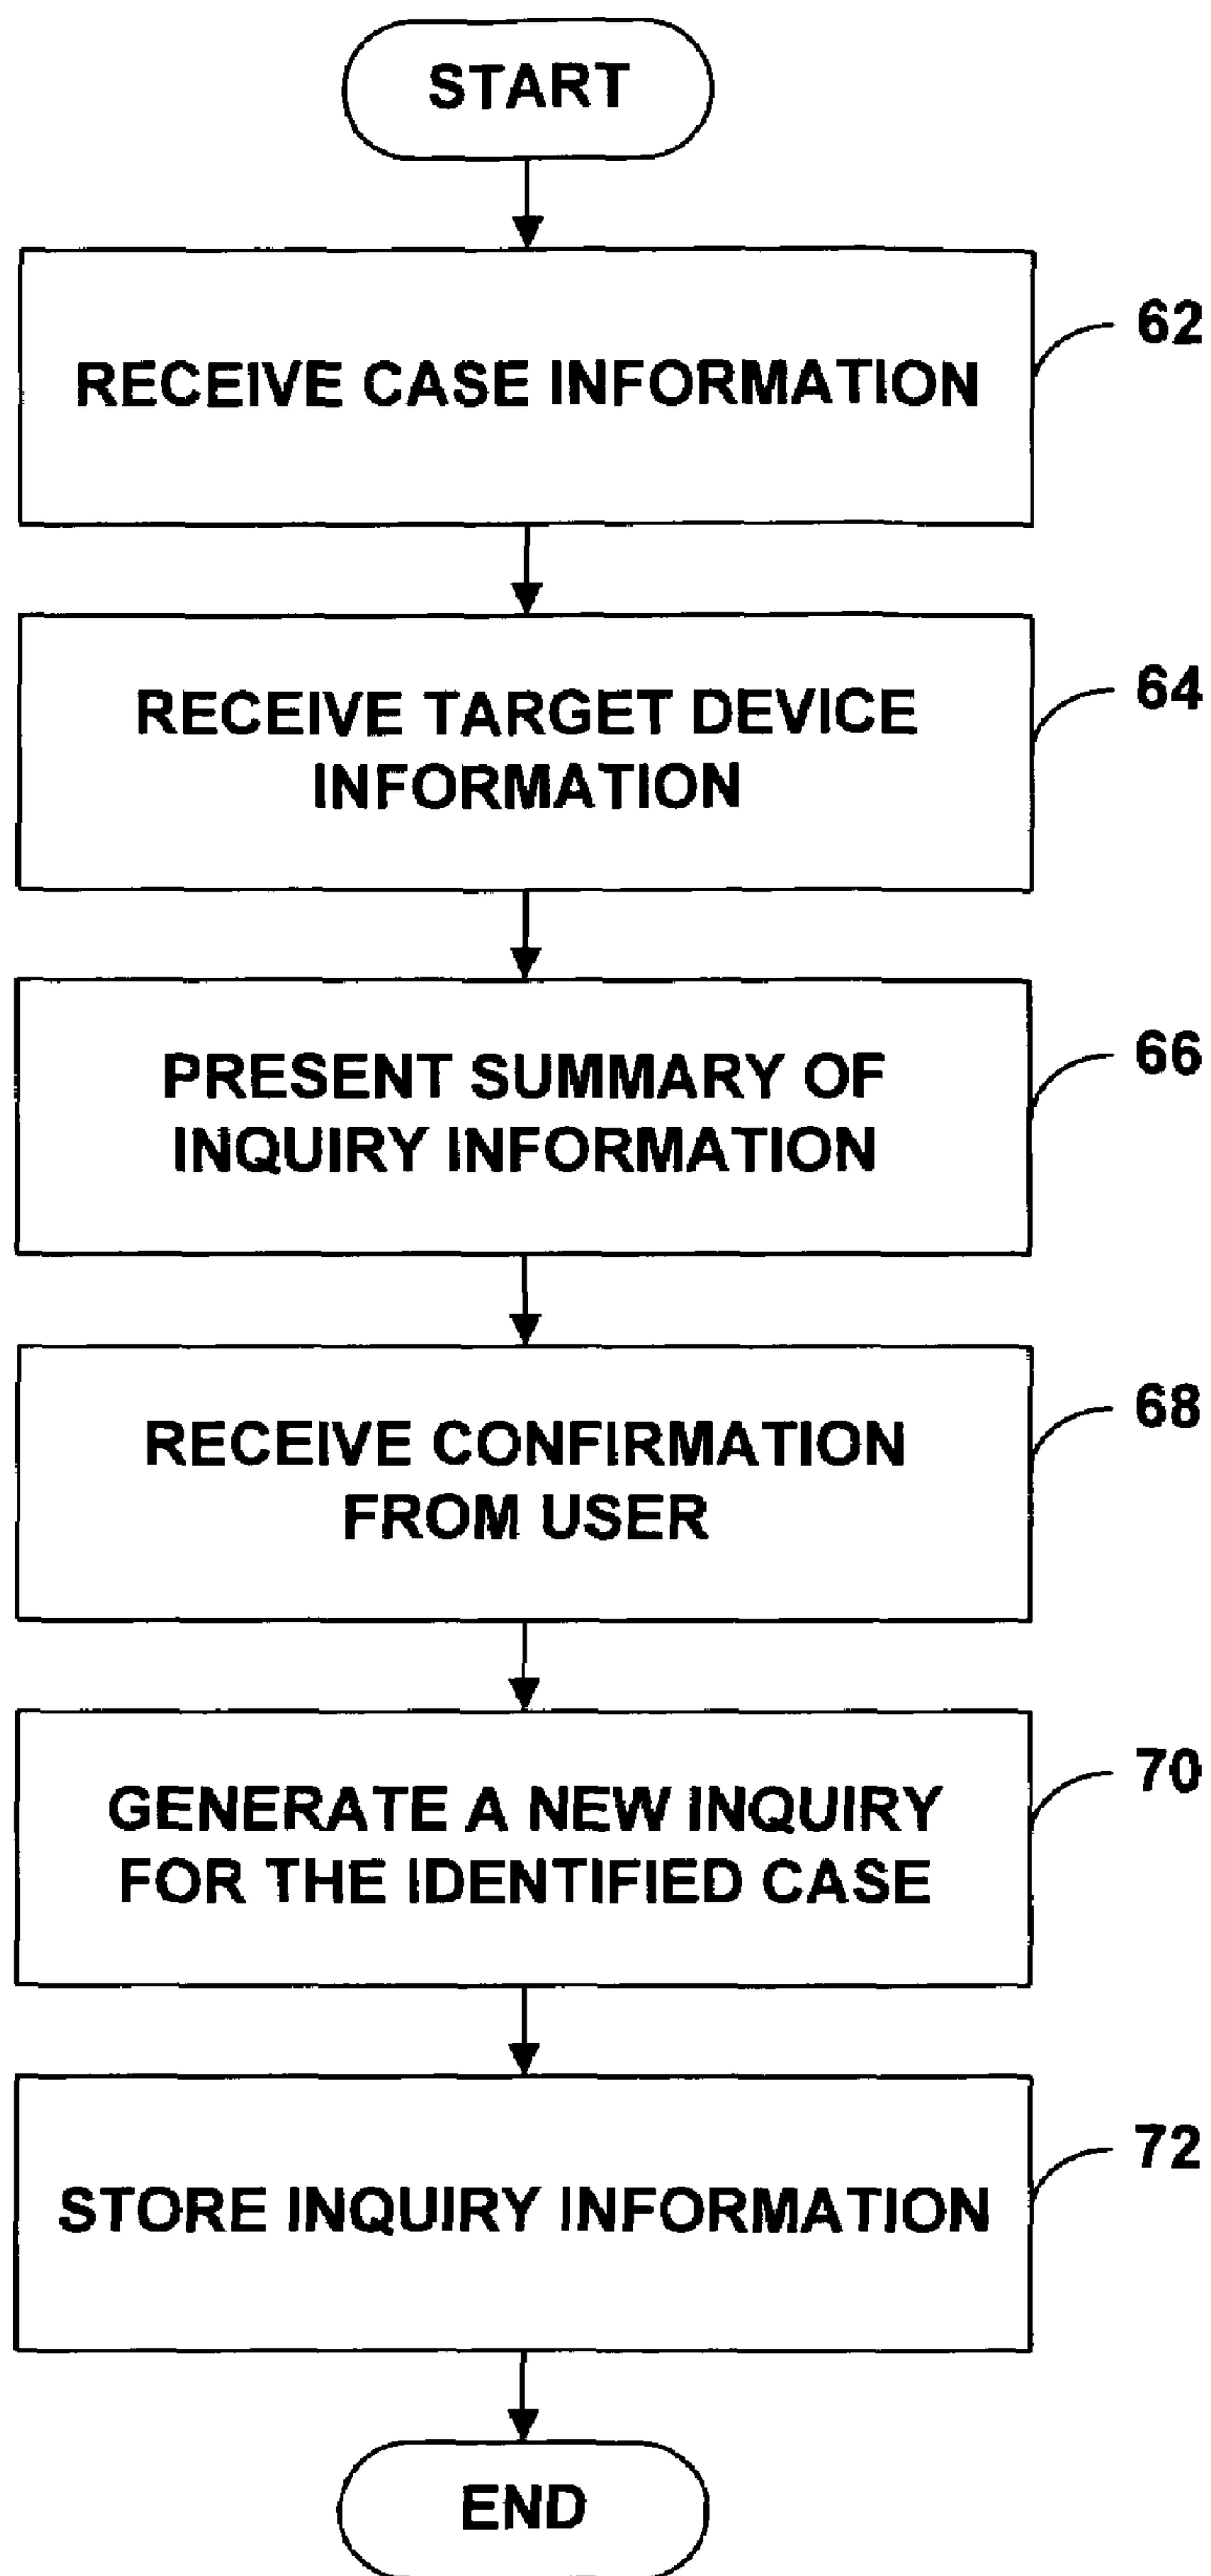 START
RECEIVE CASE INFORMATION
62
RECEIVE TARGET DEVICE
INFORMATION
64
PRESENT SUMMARY OF
INQUIRY INFORMATION
66
RECEIVE CONFIRMATION
FROM USER
68
GENERATE A NEW INQUIRY
FOR THE IDENTIFIED CASE
70
STORE INQUIRY INFORMATION
72
END